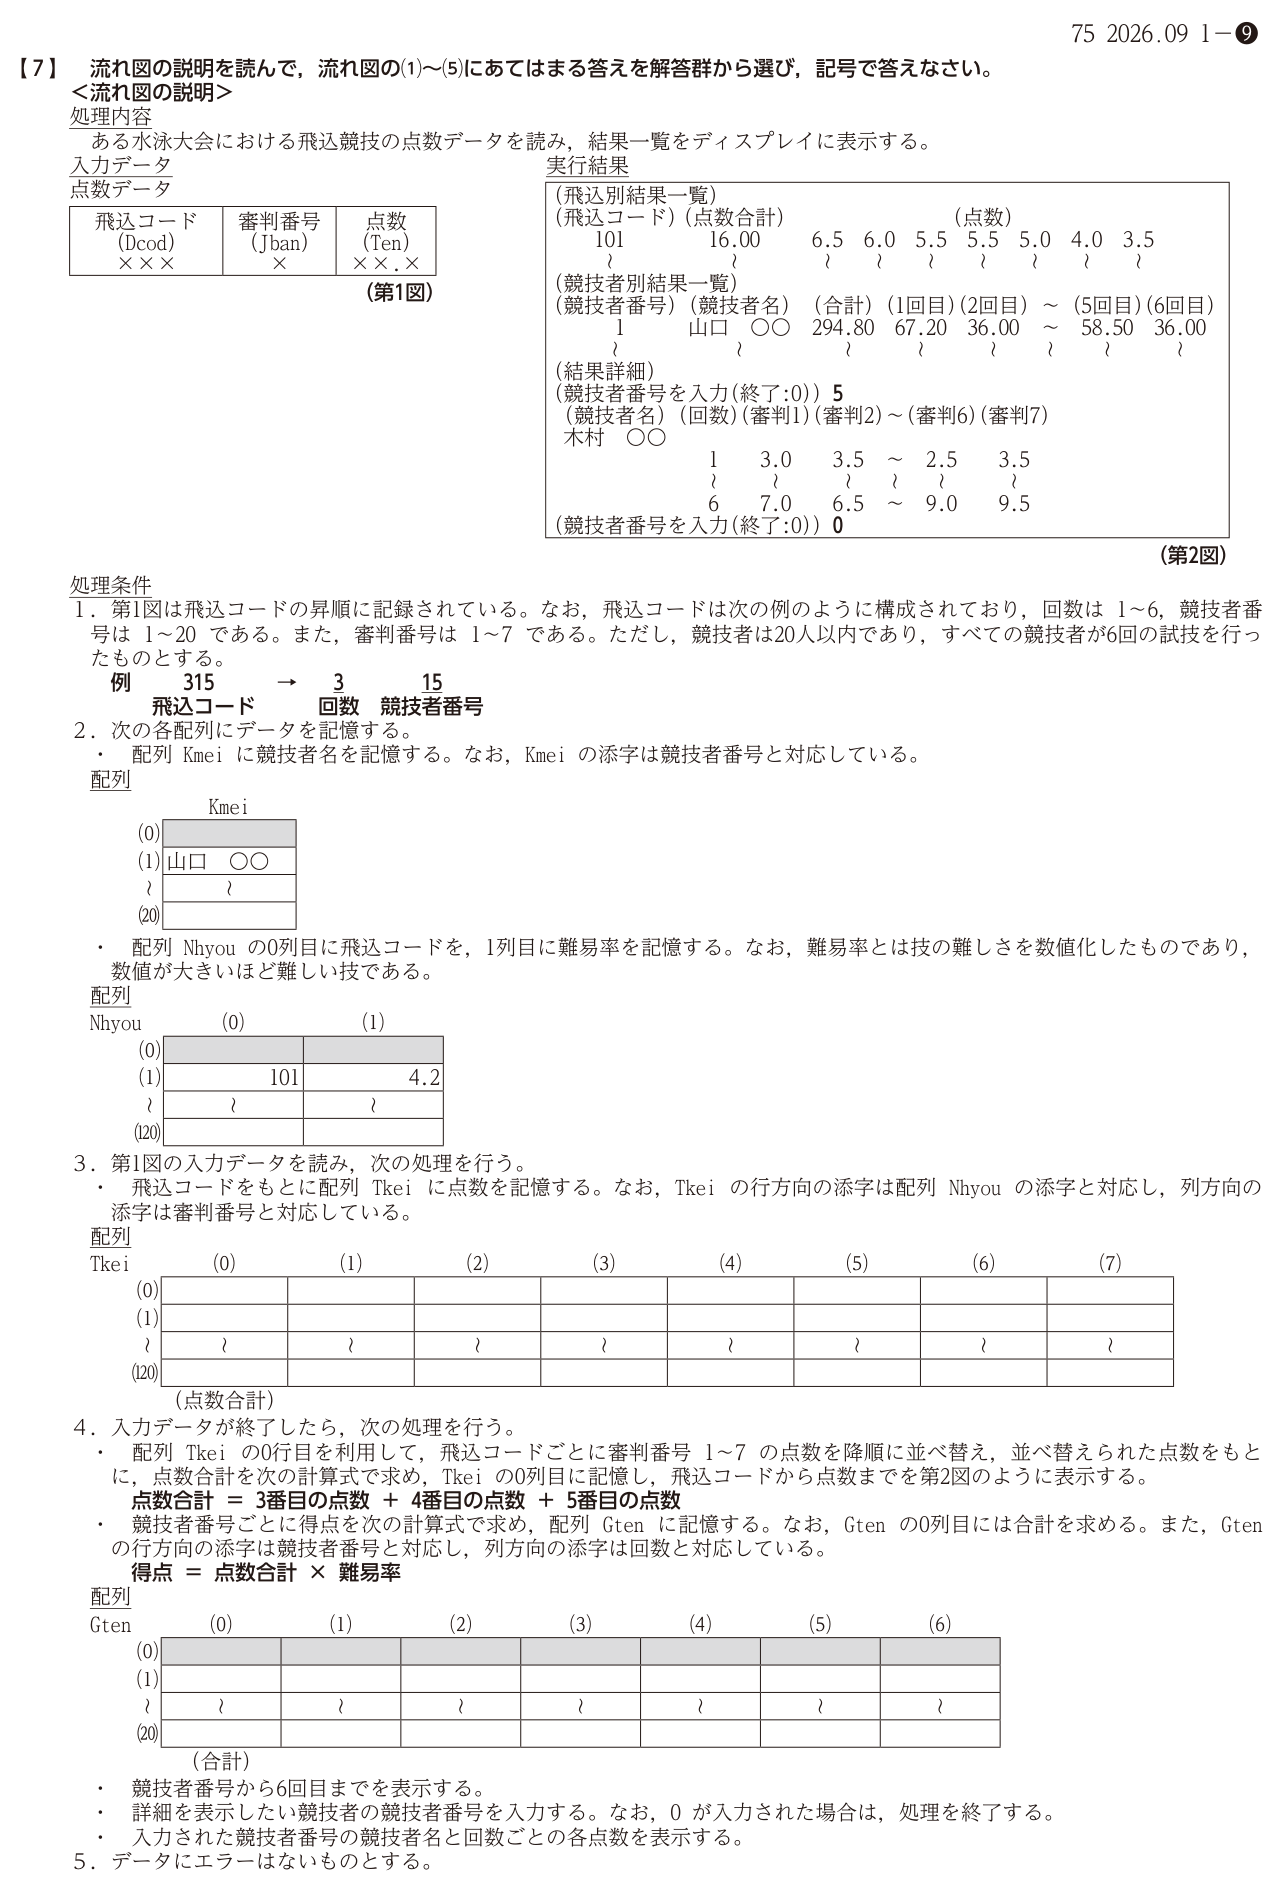 75 2026.09 1－❾
【７】　流れ図の説明を読んで，流れ図の⑴～⑸にあてはまる答えを解答群から選び，記号で答えなさい。
＜流れ図の説明＞
処理内容
ある水泳大会における飛込競技の点数データを読み，結果一覧をディスプレイに表示する。
入力データ
点数データ
飛込コード 審判番号 点数
(Dcod) (Jban) (Ten)
××× × ××.×
(第1図)
実行結果
(飛込別結果一覧)
(飛込コード) (点数合計) (点数)
101 16.00 6.5 6.0 5.5 5.5 5.0 4.0 3.5
～ ～ ～ ～ ～ ～ ～ ～ ～
(競技者別結果一覧)
(競技者番号) (競技者名) (合計) (1回目) (2回目) ～ (5回目) (6回目)
1 山口　○○ 294.80 67.20 36.00 ～ 58.50 36.00
～ ～ ～ ～ ～ ～ ～ ～
(結果詳細)
(競技者番号を入力(終了:0)) 5
(競技者名) (回数) (審判1) (審判2) ～ (審判6) (審判7)
木村　○○
1 3.0 3.5 ～ 2.5 3.5
～ ～ ～ ～ ～ ～
6 7.0 6.5 ～ 9.0 9.5
(競技者番号を入力(終了:0)) 0
(第2図)
処理条件
１．第1図は飛込コードの昇順に記録されている。なお，飛込コードは次の例のように構成されており，回数は 1~6，競技者番
号は 1~20 である。また，審判番号は 1~7 である。ただし，競技者は20人以内であり，すべての競技者が6回の試技を行っ
たものとする。
例 315 → 3 15
飛込コード 回数 競技者番号
２．次の各配列にデータを記憶する。
・ 配列 Kmei に競技者名を記憶する。なお，Kmei の添字は競技者番号と対応している。
配列
Kmei
(0)
(1) 山口　○○
～ ～
(20)
・ 配列 Nhyou の0列目に飛込コードを，1列目に難易率を記憶する。なお，難易率とは技の難しさを数値化したものであり，
数値が大きいほど難しい技である。
配列
Nhyou (0) (1)
(0)
(1) 101 4.2
～ ～ ～
(120)
３．第1図の入力データを読み，次の処理を行う。
・ 飛込コードをもとに配列 Tkei に点数を記憶する。なお，Tkei の行方向の添字は配列 Nhyou の添字と対応し，列方向の
添字は審判番号と対応している。
配列
Tkei (0) (1) (2) (3) (4) (5) (6) (7)
(0)
(1)
～ ～ ～ ～ ～ ～ ～ ～ ～
(120)
(点数合計)
４．入力データが終了したら，次の処理を行う。
・ 配列 Tkei の0行目を利用して，飛込コードごとに審判番号 1~7 の点数を降順に並べ替え，並べ替えられた点数をもと
に，点数合計を次の計算式で求め，Tkei の0列目に記憶し，飛込コードから点数までを第2図のように表示する。
点数合計 ＝ 3番目の点数 ＋ 4番目の点数 ＋ 5番目の点数
・ 競技者番号ごとに得点を次の計算式で求め，配列 Gten に記憶する。なお，Gten の0列目には合計を求める。また，Gten
の行方向の添字は競技者番号と対応し，列方向の添字は回数と対応している。
得点 ＝ 点数合計 × 難易率
配列
Gten (0) (1) (2) (3) (4) (5) (6)
(0)
(1)
～ ～ ～ ～ ～ ～ ～ ～
(20)
(合計)
・ 競技者番号から6回目までを表示する。
・ 詳細を表示したい競技者の競技者番号を入力する。なお，0 が入力された場合は，処理を終了する。
・ 入力された競技者番号の競技者名と回数ごとの各点数を表示する。
５．データにエラーはないものとする。